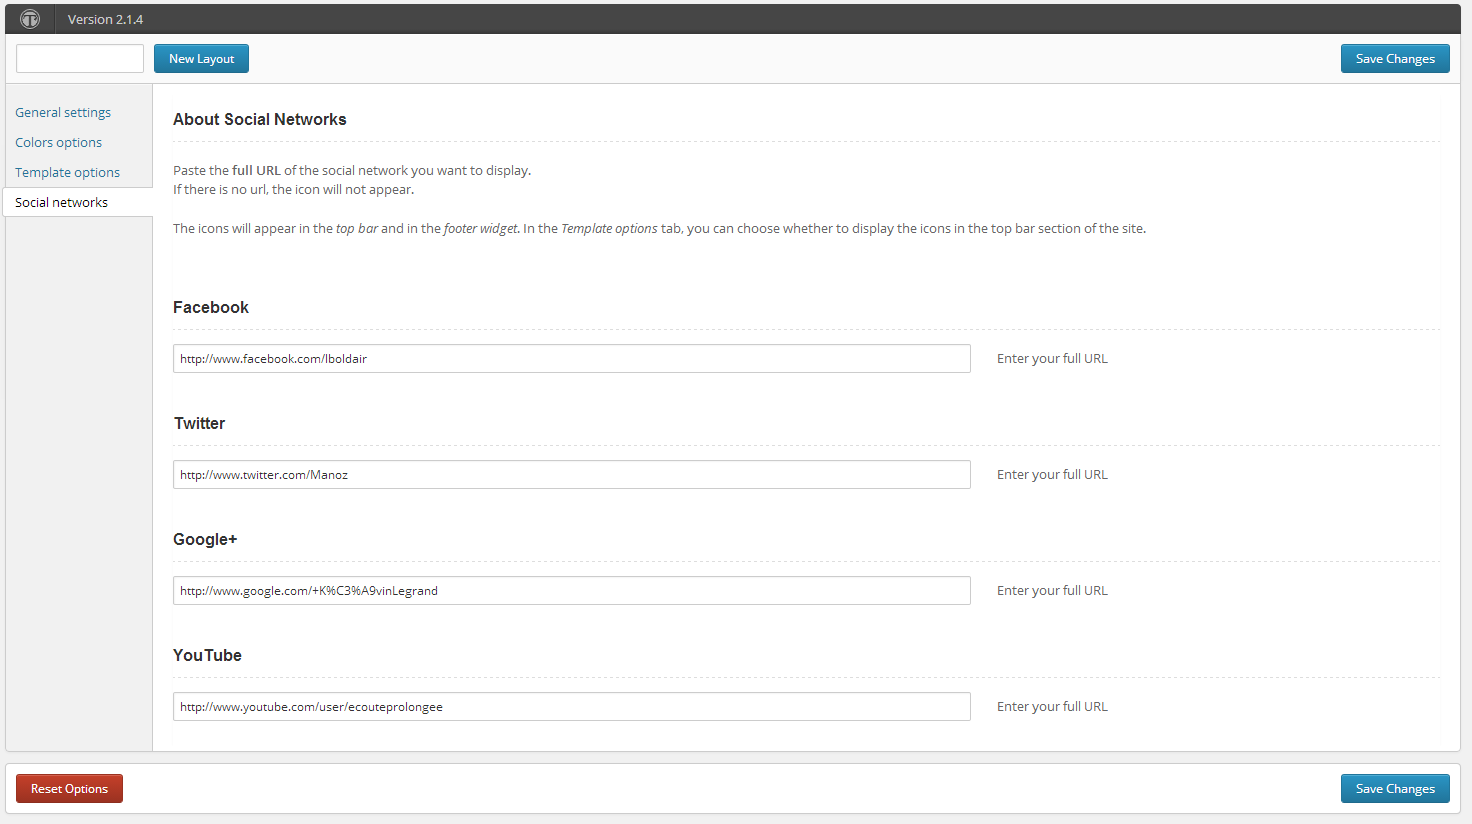 Version 2.1.4
New Layout
Save Changes
General settings
Colors options
Template options
Social networks
About Social Networks
Paste the full URL of the social network you want to display.
If there is no url, the icon will not appear.
The icons will appear in the top bar and in the footer widget. In the Template options tab, you can choose whether to display the icons in the top bar section of the site.
Facebook
http://www.facebook.com/lboldair
Enter your full URL
Twitter
http://www.twitter.com/Manoz
Enter your full URL
Google+
http://www.google.com/+K%C3%A9vinLegrand
Enter your full URL
YouTube
http://www.youtube.com/user/ecouteprolongee
Enter your full URL
Reset Options
Save Changes